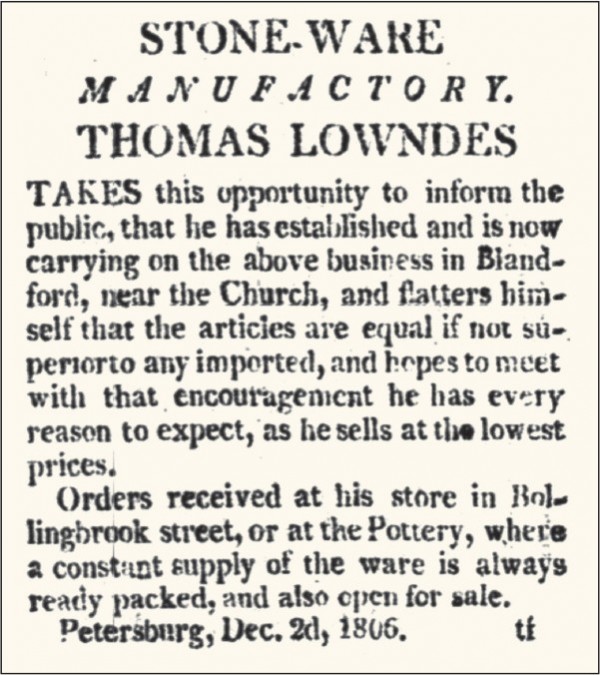 STONE-WARE
MANUFACTORY.
THOMAS LOWNDES
TAKES this opportunity to inform the
public, that he has established and is now
carrying on the above business in Bland-
ford, near the Church, and flatters him-
self that the articles are equal if not su-
perior to any imported, and hopes to meet
with that encouragement he has every
reason to expect, as he sells at the lowest
prices.
Orders received at his store in Bol-
lingbrook street, or at the Pottery, where
a constant supply of the ware is always
ready packed, and also open for sale.
Petersburg, Dec. 2d, 1806. tf